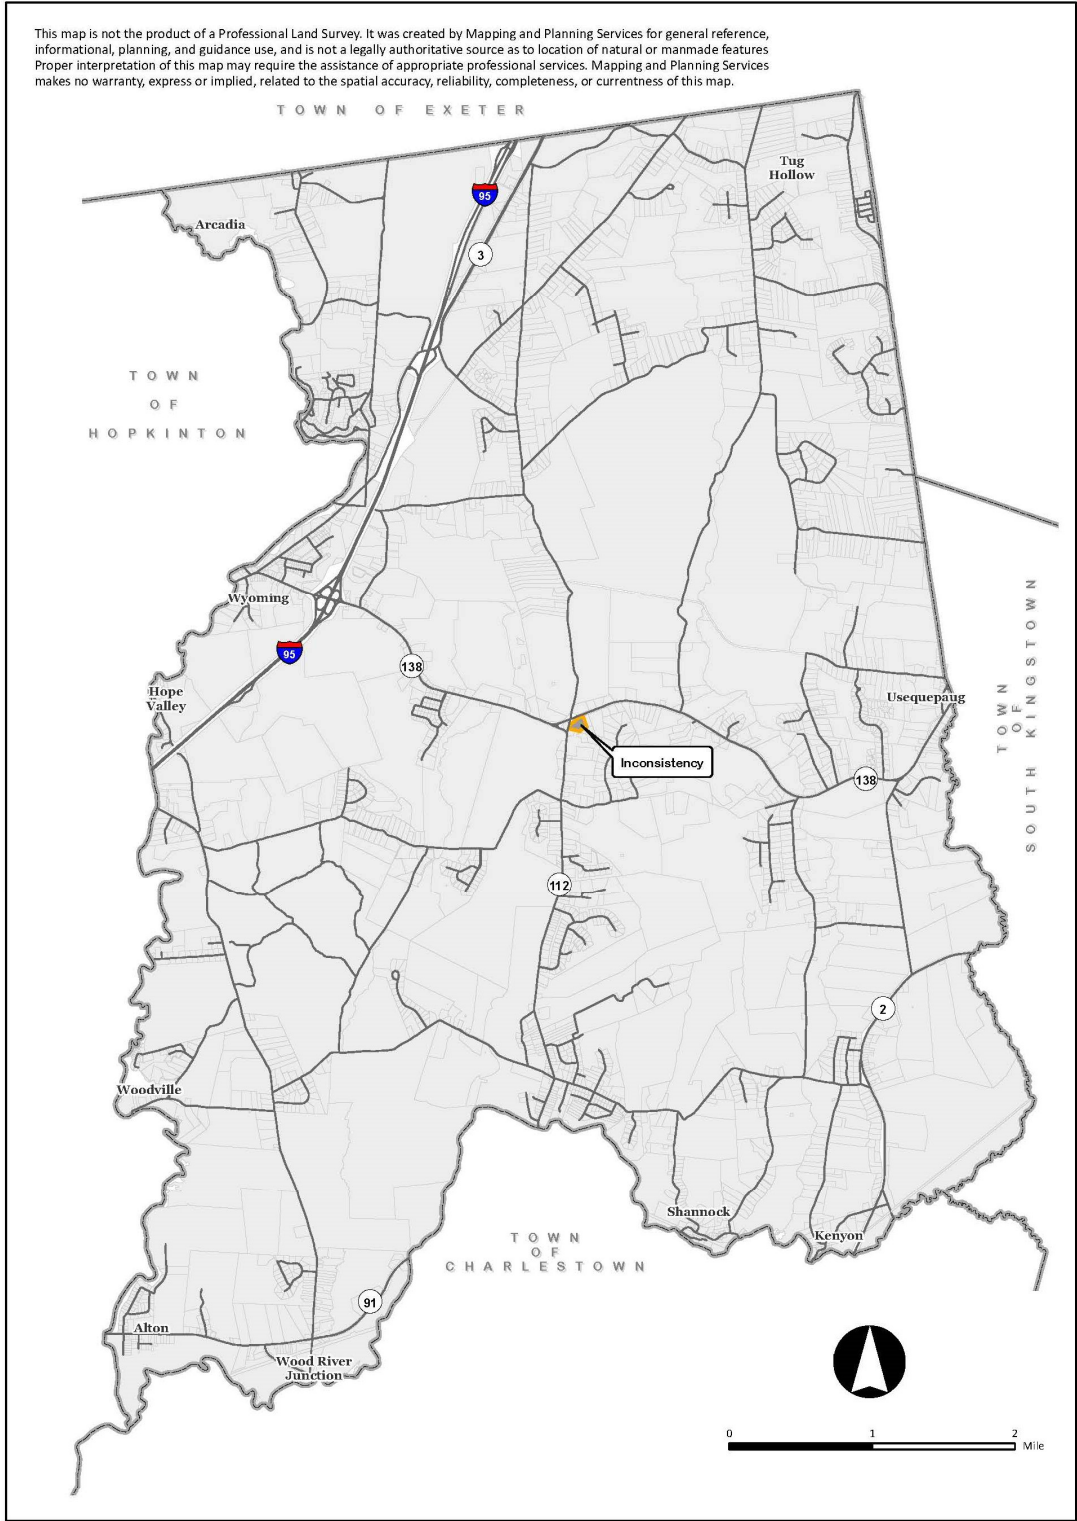 This map is not the product of a Professional Land Survey. It was created by Mapping and Planning Services for general reference,
informational, planning, and guidance use, and is not a legally authoritative source as to location of natural or manmade features
Proper interpretation of this map may require the assistance of appropriate professional services. Mapping and Planning Services
makes no warranty, express or implied, related to the spatial accuracy, reliability, completeness, or currentness of this map.
TOWN OF EXETER
Tug
Hollow
95
Arcadia
3
TOWN
OF
HOPKINTON
Wyoming
95
138
TOWN
OF
SOUTH KINGSTOWN
Hope
Valley
Usequepaug
Inconsistency
138
112
2
Woodville
Shannock
Kenyon
TOWN
OF
CHARLESTOWN
91
Alton
Wood River
Junction
0 1 2
Mile